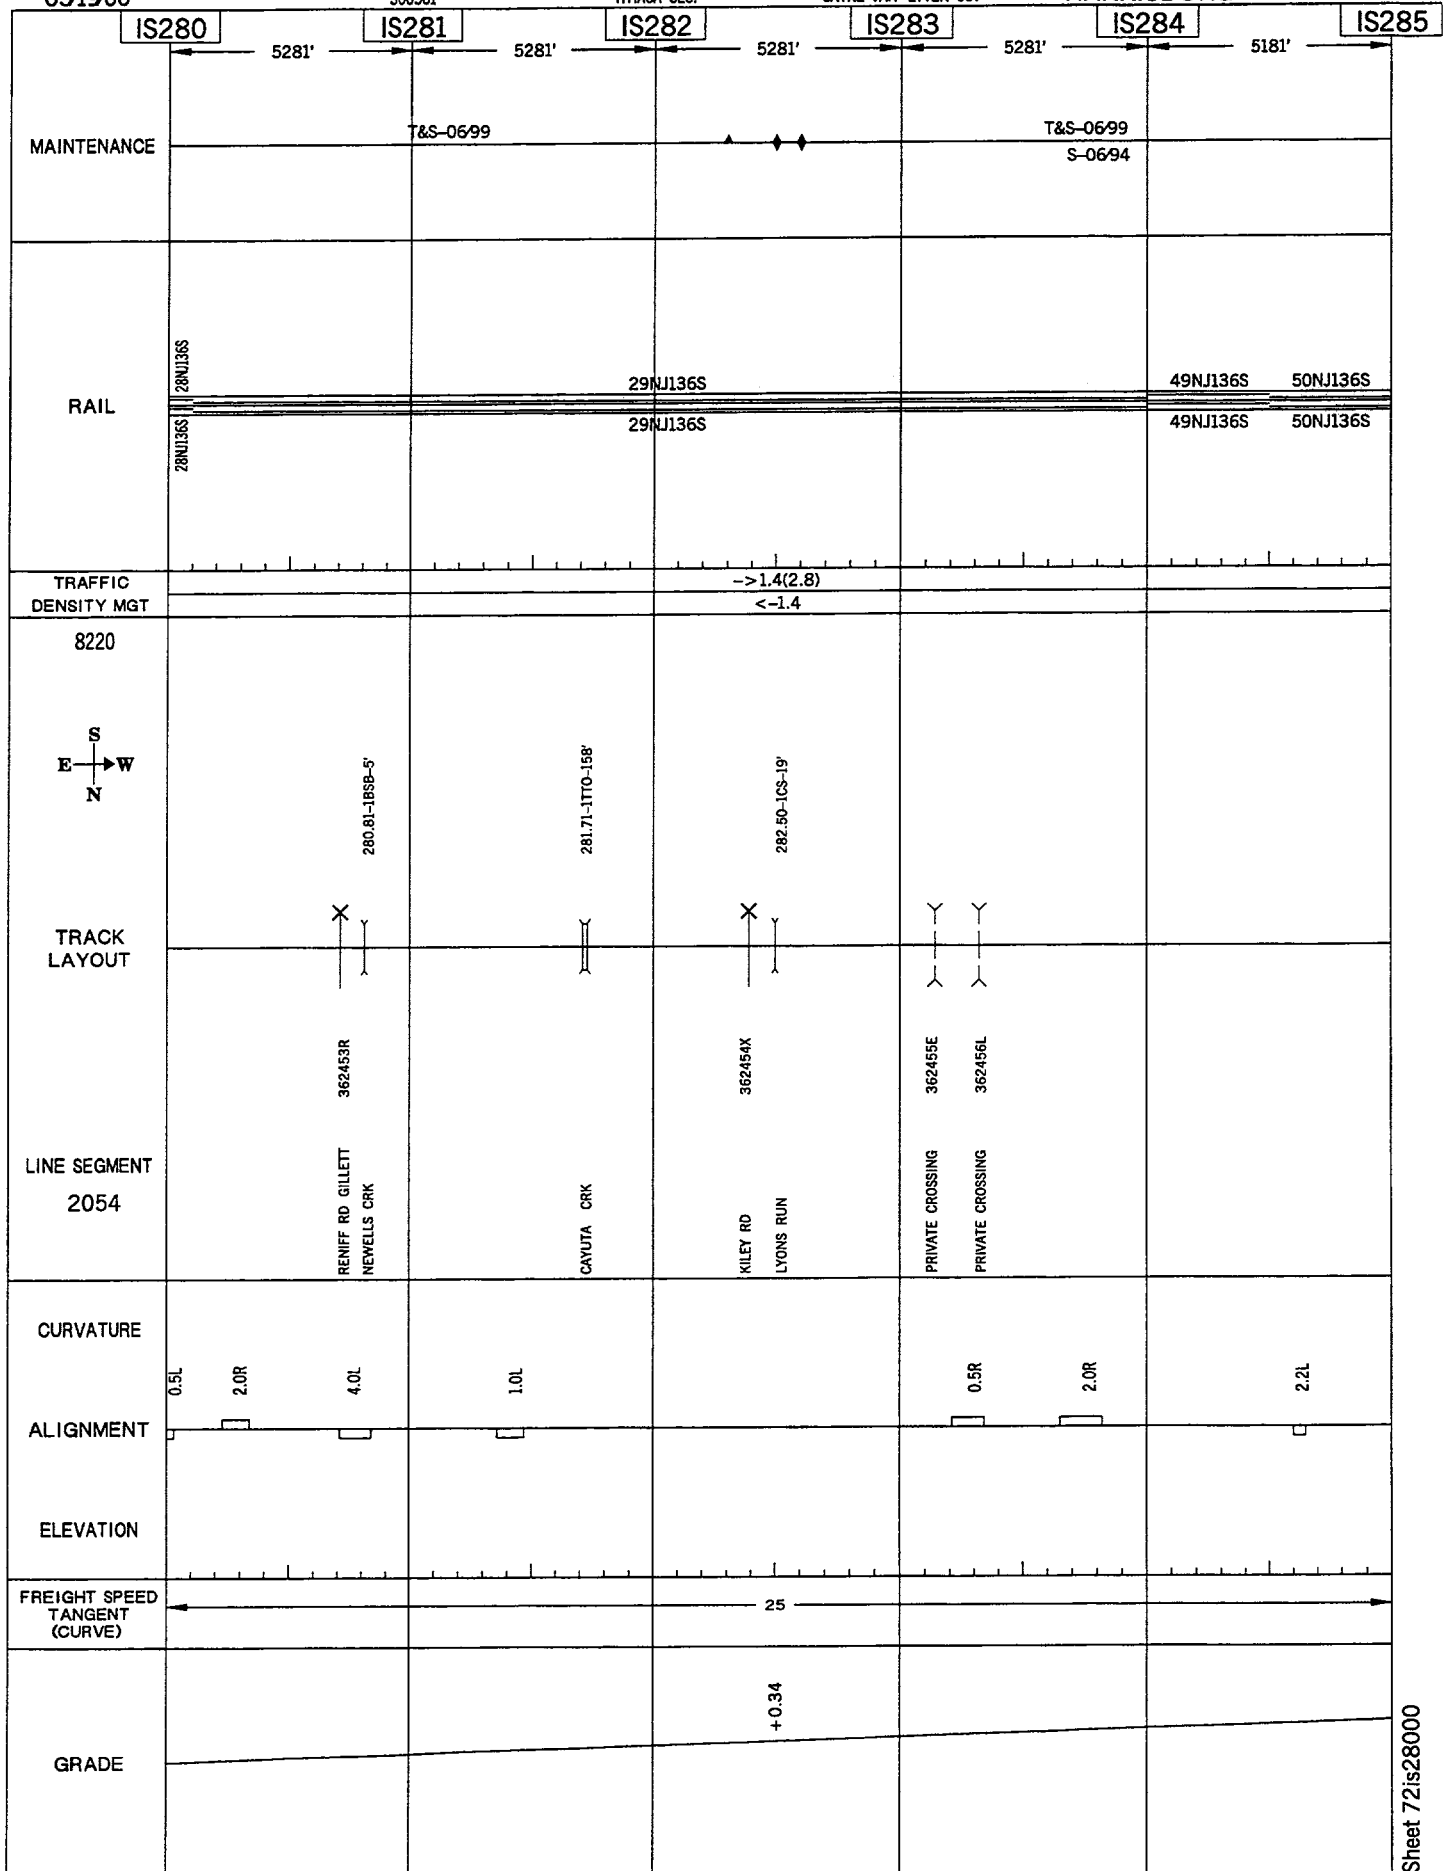 IS280 IS281 IS282 IS283 IS284 IS285
5281' 5281' 5281' 5281' 5181'
MAINTENANCE
T&S-06/99
T&S-06/99
S-06/94
RAIL
28NJ136S
28NJ136S
29NJ136S
29NJ136S
49NJ136S 50NJ136S
49NJ136S 50NJ136S
TRAFFIC
DENSITY MGT
->1.4(2.8)
<-1.4
8220
S
E W
N
280.81-1BSB-5'
281.71-1TTO-158'
282.50-1CS-19'
TRACK
LAYOUT
362453R
362454X
362455E
362456L
LINE SEGMENT
2054
RENIFF RD GILLETT
NEWELLS CRK
CAYUTA CRK
KILEY RD
LYONS RUN
PRIVATE CROSSING
PRIVATE CROSSING
CURVATURE
0.5L
2.0R
4.0L
1.0L
0.5R
2.0R
2.2L
ALIGNMENT
ELEVATION
FREIGHT SPEED
TANGENT
(CURVE)
25
GRADE
+0.34
Sheet 72is28000